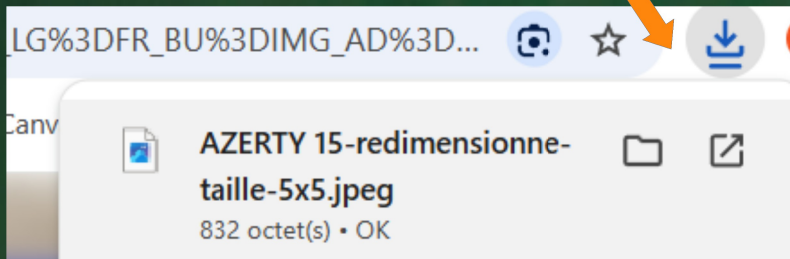 _LG%3DFR_BU%3DIMG_AD%3D...
Canv
AZERTY 15-redimensionne-
taille-5x5.jpeg
832 octet(s) • OK